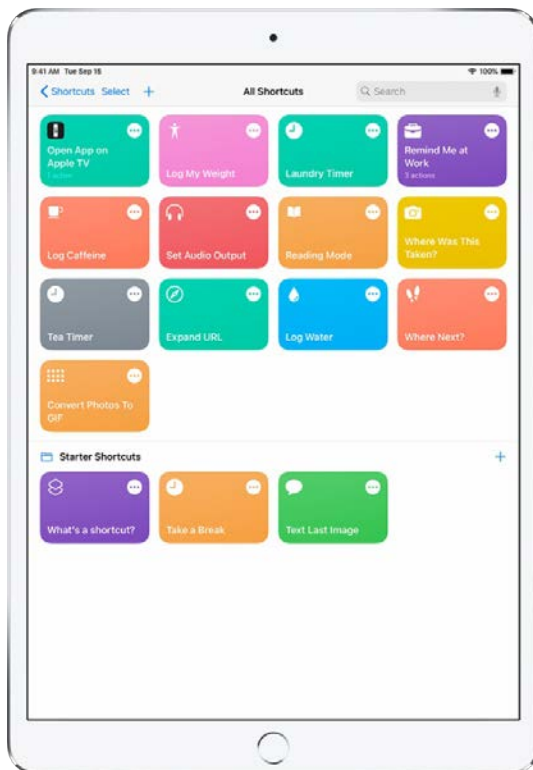 9:41 AM Tue Sep 15
100%
Shortcuts Select +
All Shortcuts
Search
Open App on
Apple TV
1 action
Log My Weight
Laundry Timer
Remind Me at
Work
3 actions
Log Caffeine
Set Audio Output
Reading Mode
Where Was This
Taken?
Tea Timer
Expand URL
Log Water
Where Next?
Convert Photos To
GIF
Starter Shortcuts
+
What's a shortcut?
Take a Break
Text Last Image